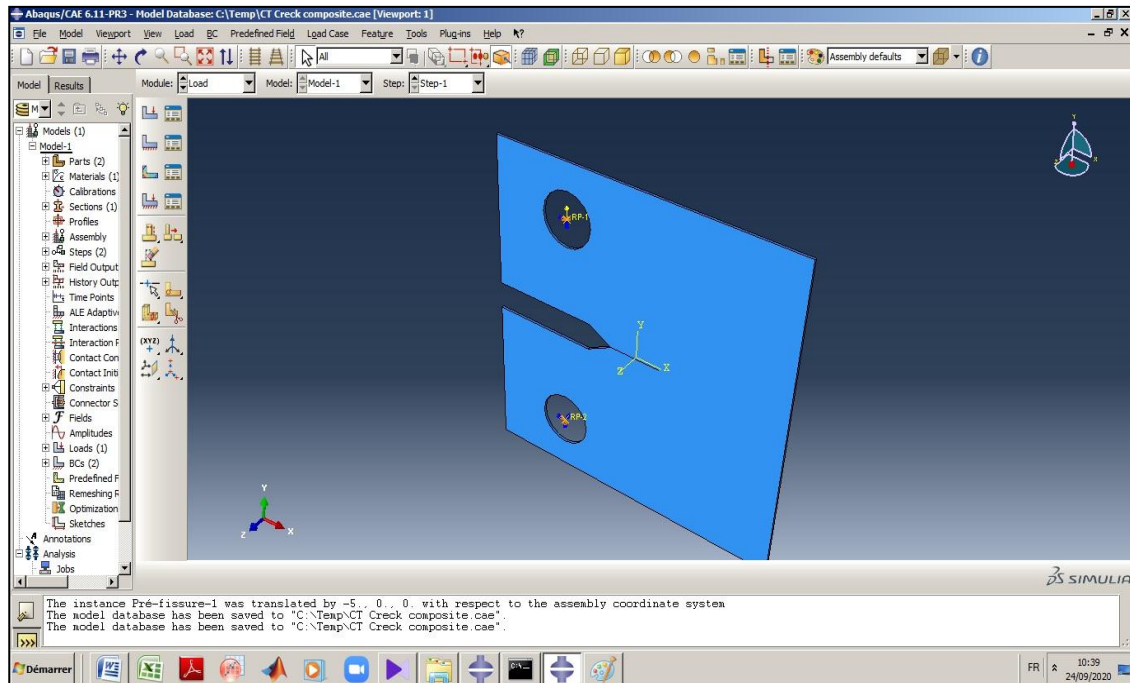 Abaqus/CAE 6.11-PR3 - Model Database: C:\Temp\CT Creck composite.cae [Viewport: 1]
File Model Viewport View Load BC Predefined Field Load Case Feature Tools Plug-ins Help
All Assembly defaults
Model Results Module: Load Model: Model-1 Step: Step-1
M
Models (1)
Model-1
Parts (2)
Materials (1)
Calibrations
Sections (1)
Profiles
Assembly
Steps (2)
Field Output
History Outp
Time Points
ALE Adaptiv
Interactions
Interaction P
Contact Con
Contact Initi
Constraints
Connector S
Fields
Amplitudes
Loads (1)
BCs (2)
Predefined F
Remeshing R
Optimization
Sketches
Annotations
Analysis
Jobs
(XYZ)
RP-1
Y
X
Z
RP-2
Y
Z X
SIMULIA
The instance Pré-fissure-1 was translated by -5., 0., 0. with respect to the assembly coordinate system
The model database has been saved to "C:\Temp\CT Creck composite.cae".
The model database has been saved to "C:\Temp\CT Creck composite.cae".
Démarrer FR 10:39
24/09/2020